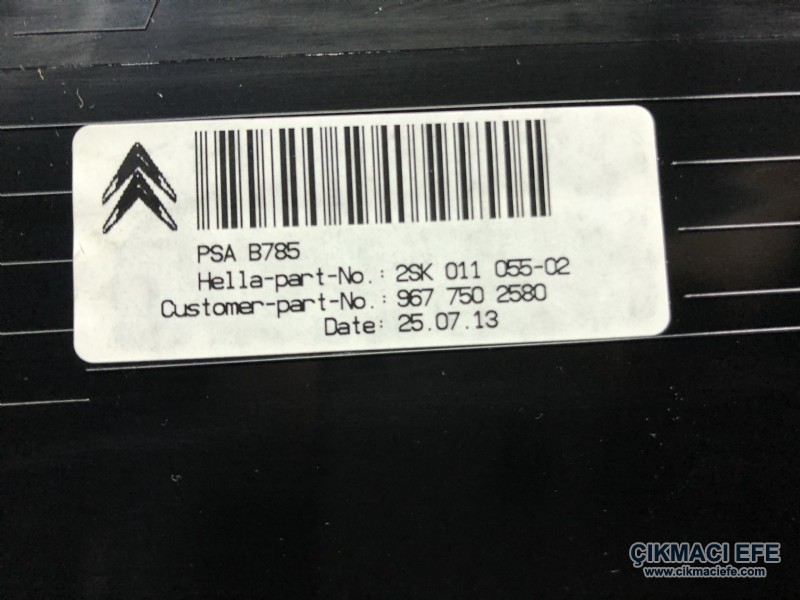 PSA B785
Hella-part-No.: 2SK 011 055-02
Customer-part-No.: 967 750 2580
Date: 25.07.13
ÇIKMACI EFE
www.cikmaciefe.com